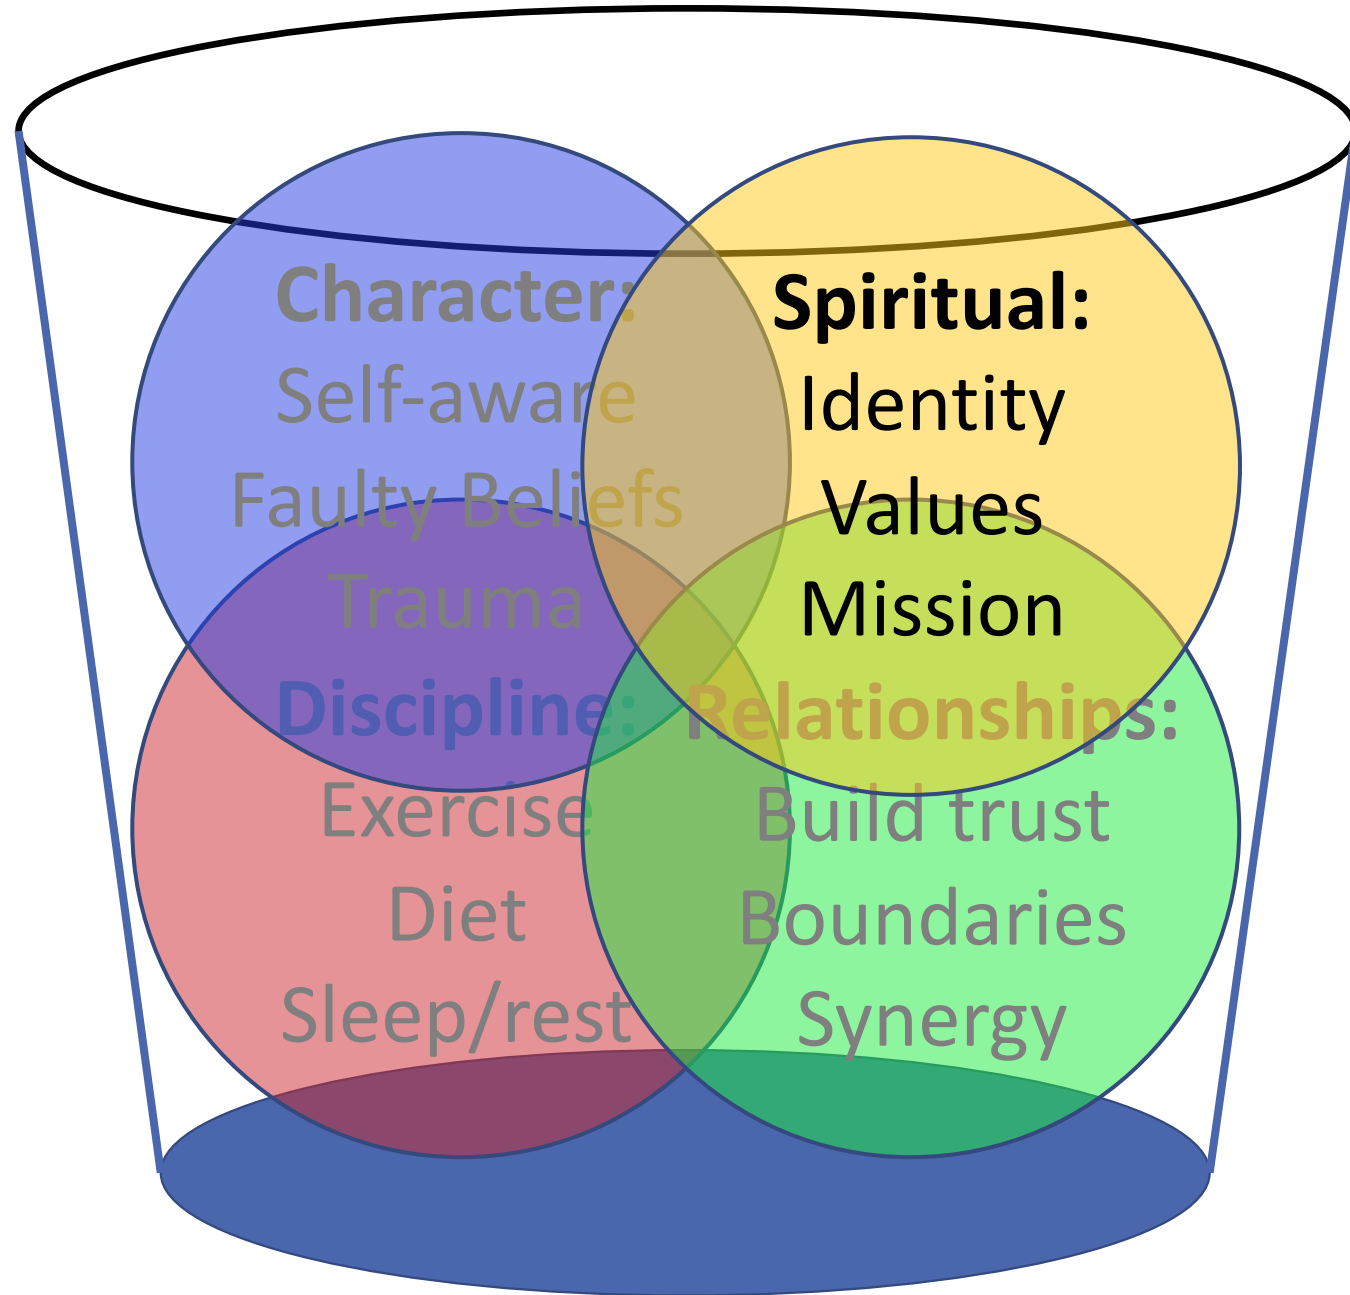 Character:
Self-aware
Faulty Beliefs
Trauma
Spiritual:
Identity
Values
Mission
Discipline:
Exercise
Diet
Sleep/rest
Relationships:
Build trust
Boundaries
Synergy